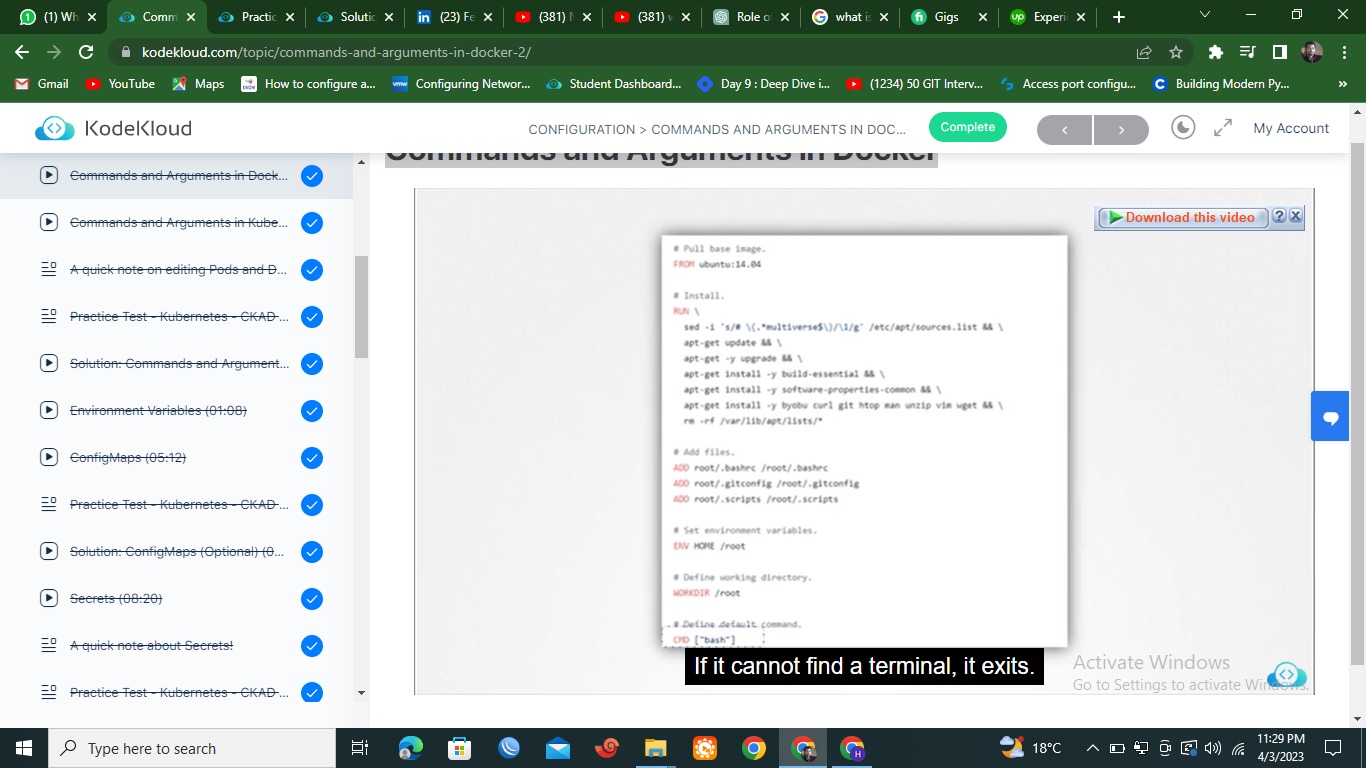 (1) Wh
Comm
Practic
Solutic
(23) Fe
(381) N
(381) w
Role o
what is
Gigs
Experi
kodekloud.com/topic/commands-and-arguments-in-docker-2/
Gmail
YouTube
Maps
How to configure a...
Configuring Networ...
Student Dashboard...
Day 9 : Deep Dive i...
(1234) 50 GIT Interv...
Access port configu...
Building Modern Py...
»
KodeKloud
CONFIGURATION > COMMANDS AND ARGUMENTS IN DOC...
Complete
My Account
Commands and Arguments in Dock...
Commands and Arguments in Kube...
A quick note on editing Pods and D...
Practice Test - Kubernetes - CKAD ...
Solution: Commands and Argument...
Environment Variables (01:08)
ConfigMaps (05:12)
Practice Test - Kubernetes - CKAD ...
Solution: ConfigMaps (Optional) (0...
Secrets (08:20)
A quick note about Secrets!
Practice Test - Kubernetes - CKAD ...
Commands and Arguments in Docker
Download this video
# Pull base image.
FROM ubuntu:14.04
# Install.
RUN \
sed -i 's/# \(.*multiverse$\)/\1/g' /etc/apt/sources.list && \
apt-get update && \
apt-get -y upgrade && \
apt-get install -y build-essential && \
apt-get install -y software-properties-common && \
apt-get install -y byobu curl git htop man unzip vim wget && \
rm -rf /var/lib/apt/lists/*
# Add files.
ADD root/.bashrc /root/.bashrc
ADD root/.gitconfig /root/.gitconfig
ADD root/.scripts /root/.scripts
# Set environment variables.
ENV HOME /root
# Define working directory.
WORKDIR /root
# Define default command.
CMD ["bash"]
If it cannot find a terminal, it exits.
Activate Windows
Go to Settings to activate Windows.
Type here to search
18°C
11:29 PM
4/3/2023